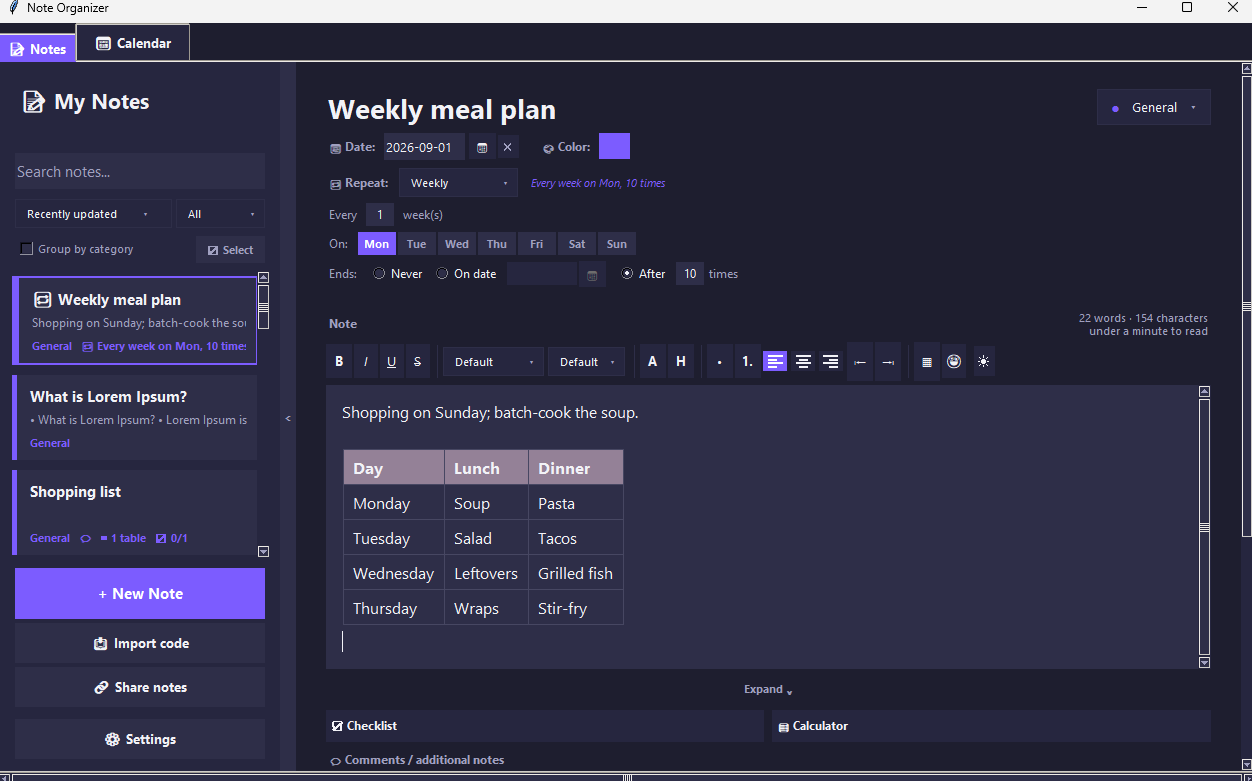 Note Organizer
Notes
Calendar
My Notes
Search notes...
Recently updated
All
Group by category
Select
Weekly meal plan
Shopping on Sunday; batch-cook the sou
General Every week on Mon, 10 times
What is Lorem Ipsum?
• What is Lorem Ipsum? • Lorem Ipsum is
General
Shopping list
General 1 table 0/1
+ New Note
Import code
Share notes
Settings
<
Weekly meal plan
General
Date: 2026-09-01 Color:
Repeat: Weekly Every week on Mon, 10 times
Every 1 week(s)
On: Mon Tue Wed Thu Fri Sat Sun
Ends: Never On date After 10 times
Note
22 words · 154 characters
under a minute to read
B I U S Default Default A H • 1.
Shopping on Sunday; batch-cook the soup.
Day Lunch Dinner
Monday Soup Pasta
Tuesday Salad Tacos
Wednesday Leftovers Grilled fish
Thursday Wraps Stir-fry
Expand
Checklist
Calculator
Comments / additional notes